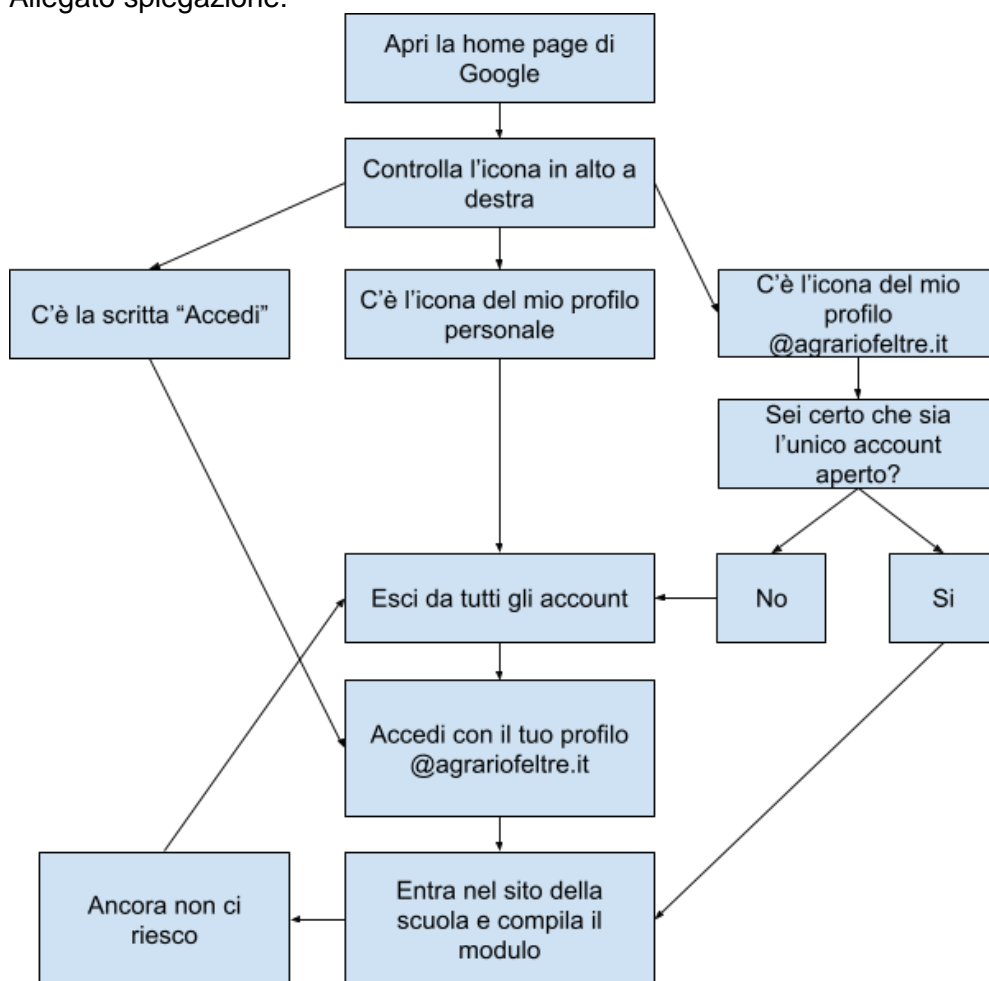 Allegato spiegazione:
Apri la home page di
Google
Controlla l'icona in alto a
destra
C'è la scritta “Accedi”
C'è l'icona del mio profilo
personale
C'è l'icona del mio
profilo
@agrariofeltre.it
Sei certo che sia
l'unico account
aperto?
Esci da tutti gli account
No
Si
Accedi con il tuo profilo
@agrariofeltre.it
Ancora non ci
riesco
Entra nel sito della
scuola e compila il
modulo